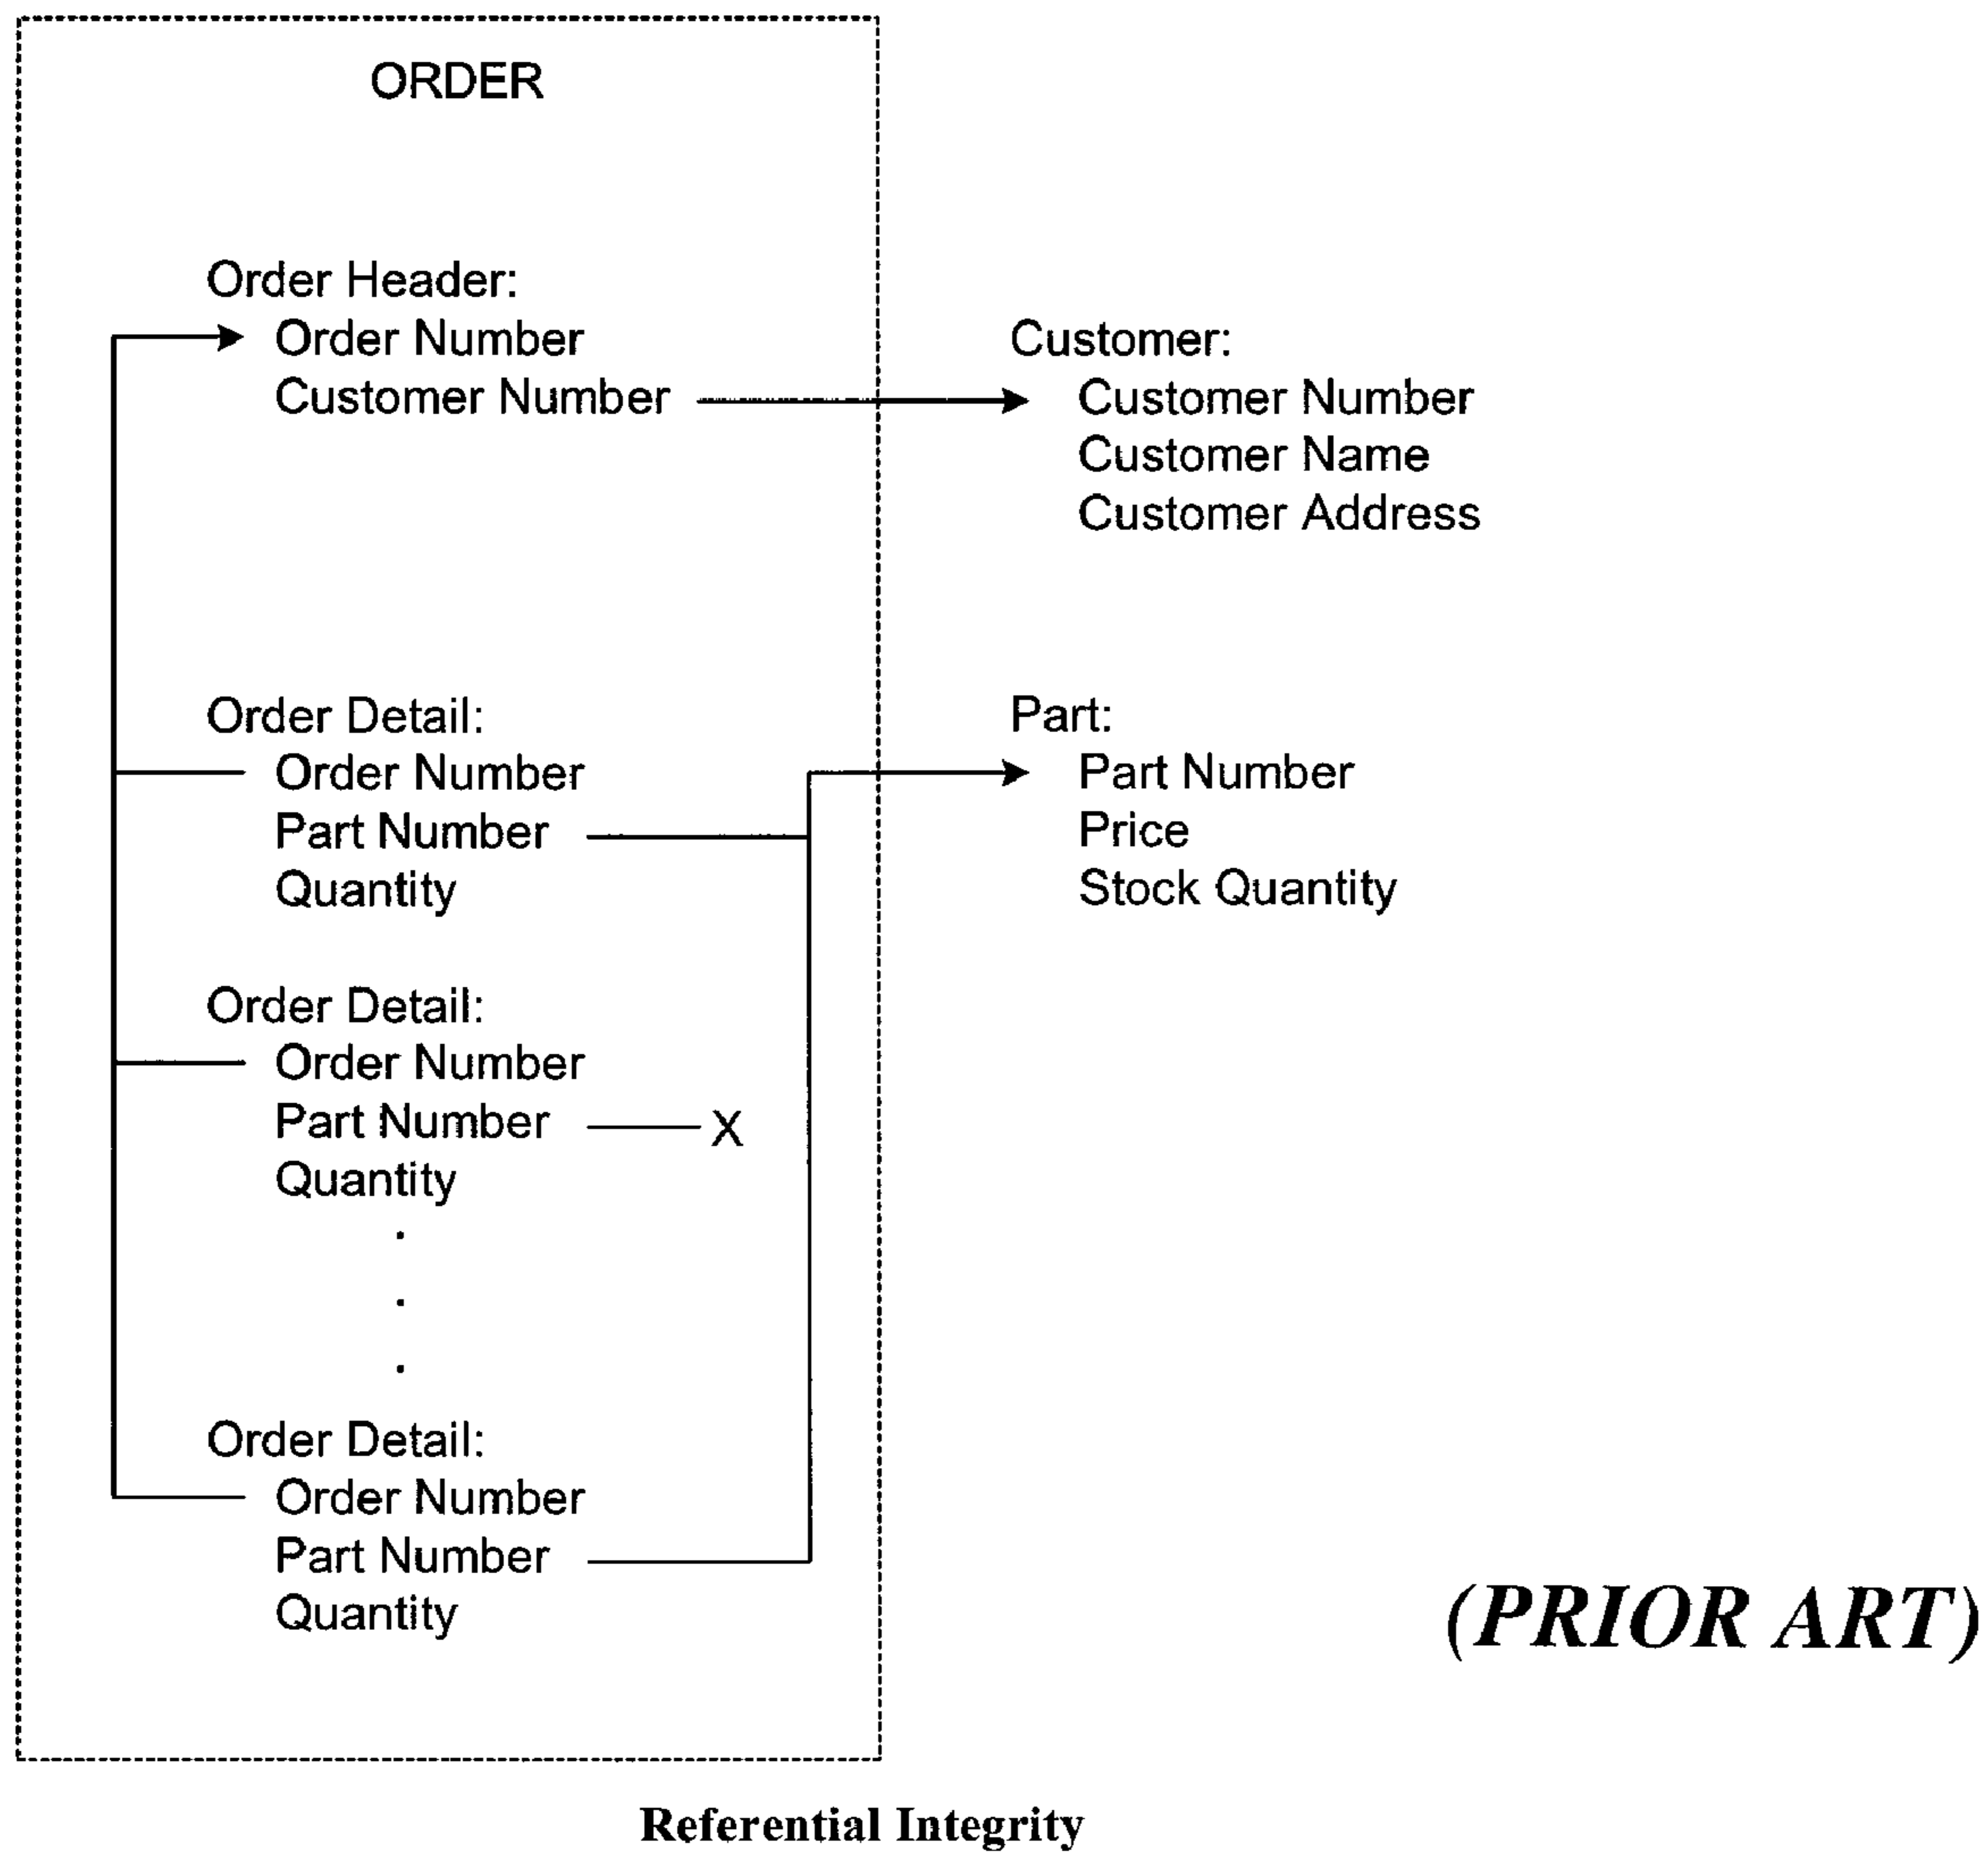 ORDER
Order Header:
Order Number
Customer Number
Customer:
Customer Number
Customer Name
Customer Address
Order Detail:
Order Number
Part Number
Quantity
Part:
Part Number
Price
Stock Quantity
Order Detail:
Order Number
Part Number
X
Quantity
.
.
.
Order Detail:
Order Number
Part Number
Quantity
(PRIOR ART)
Referential Integrity